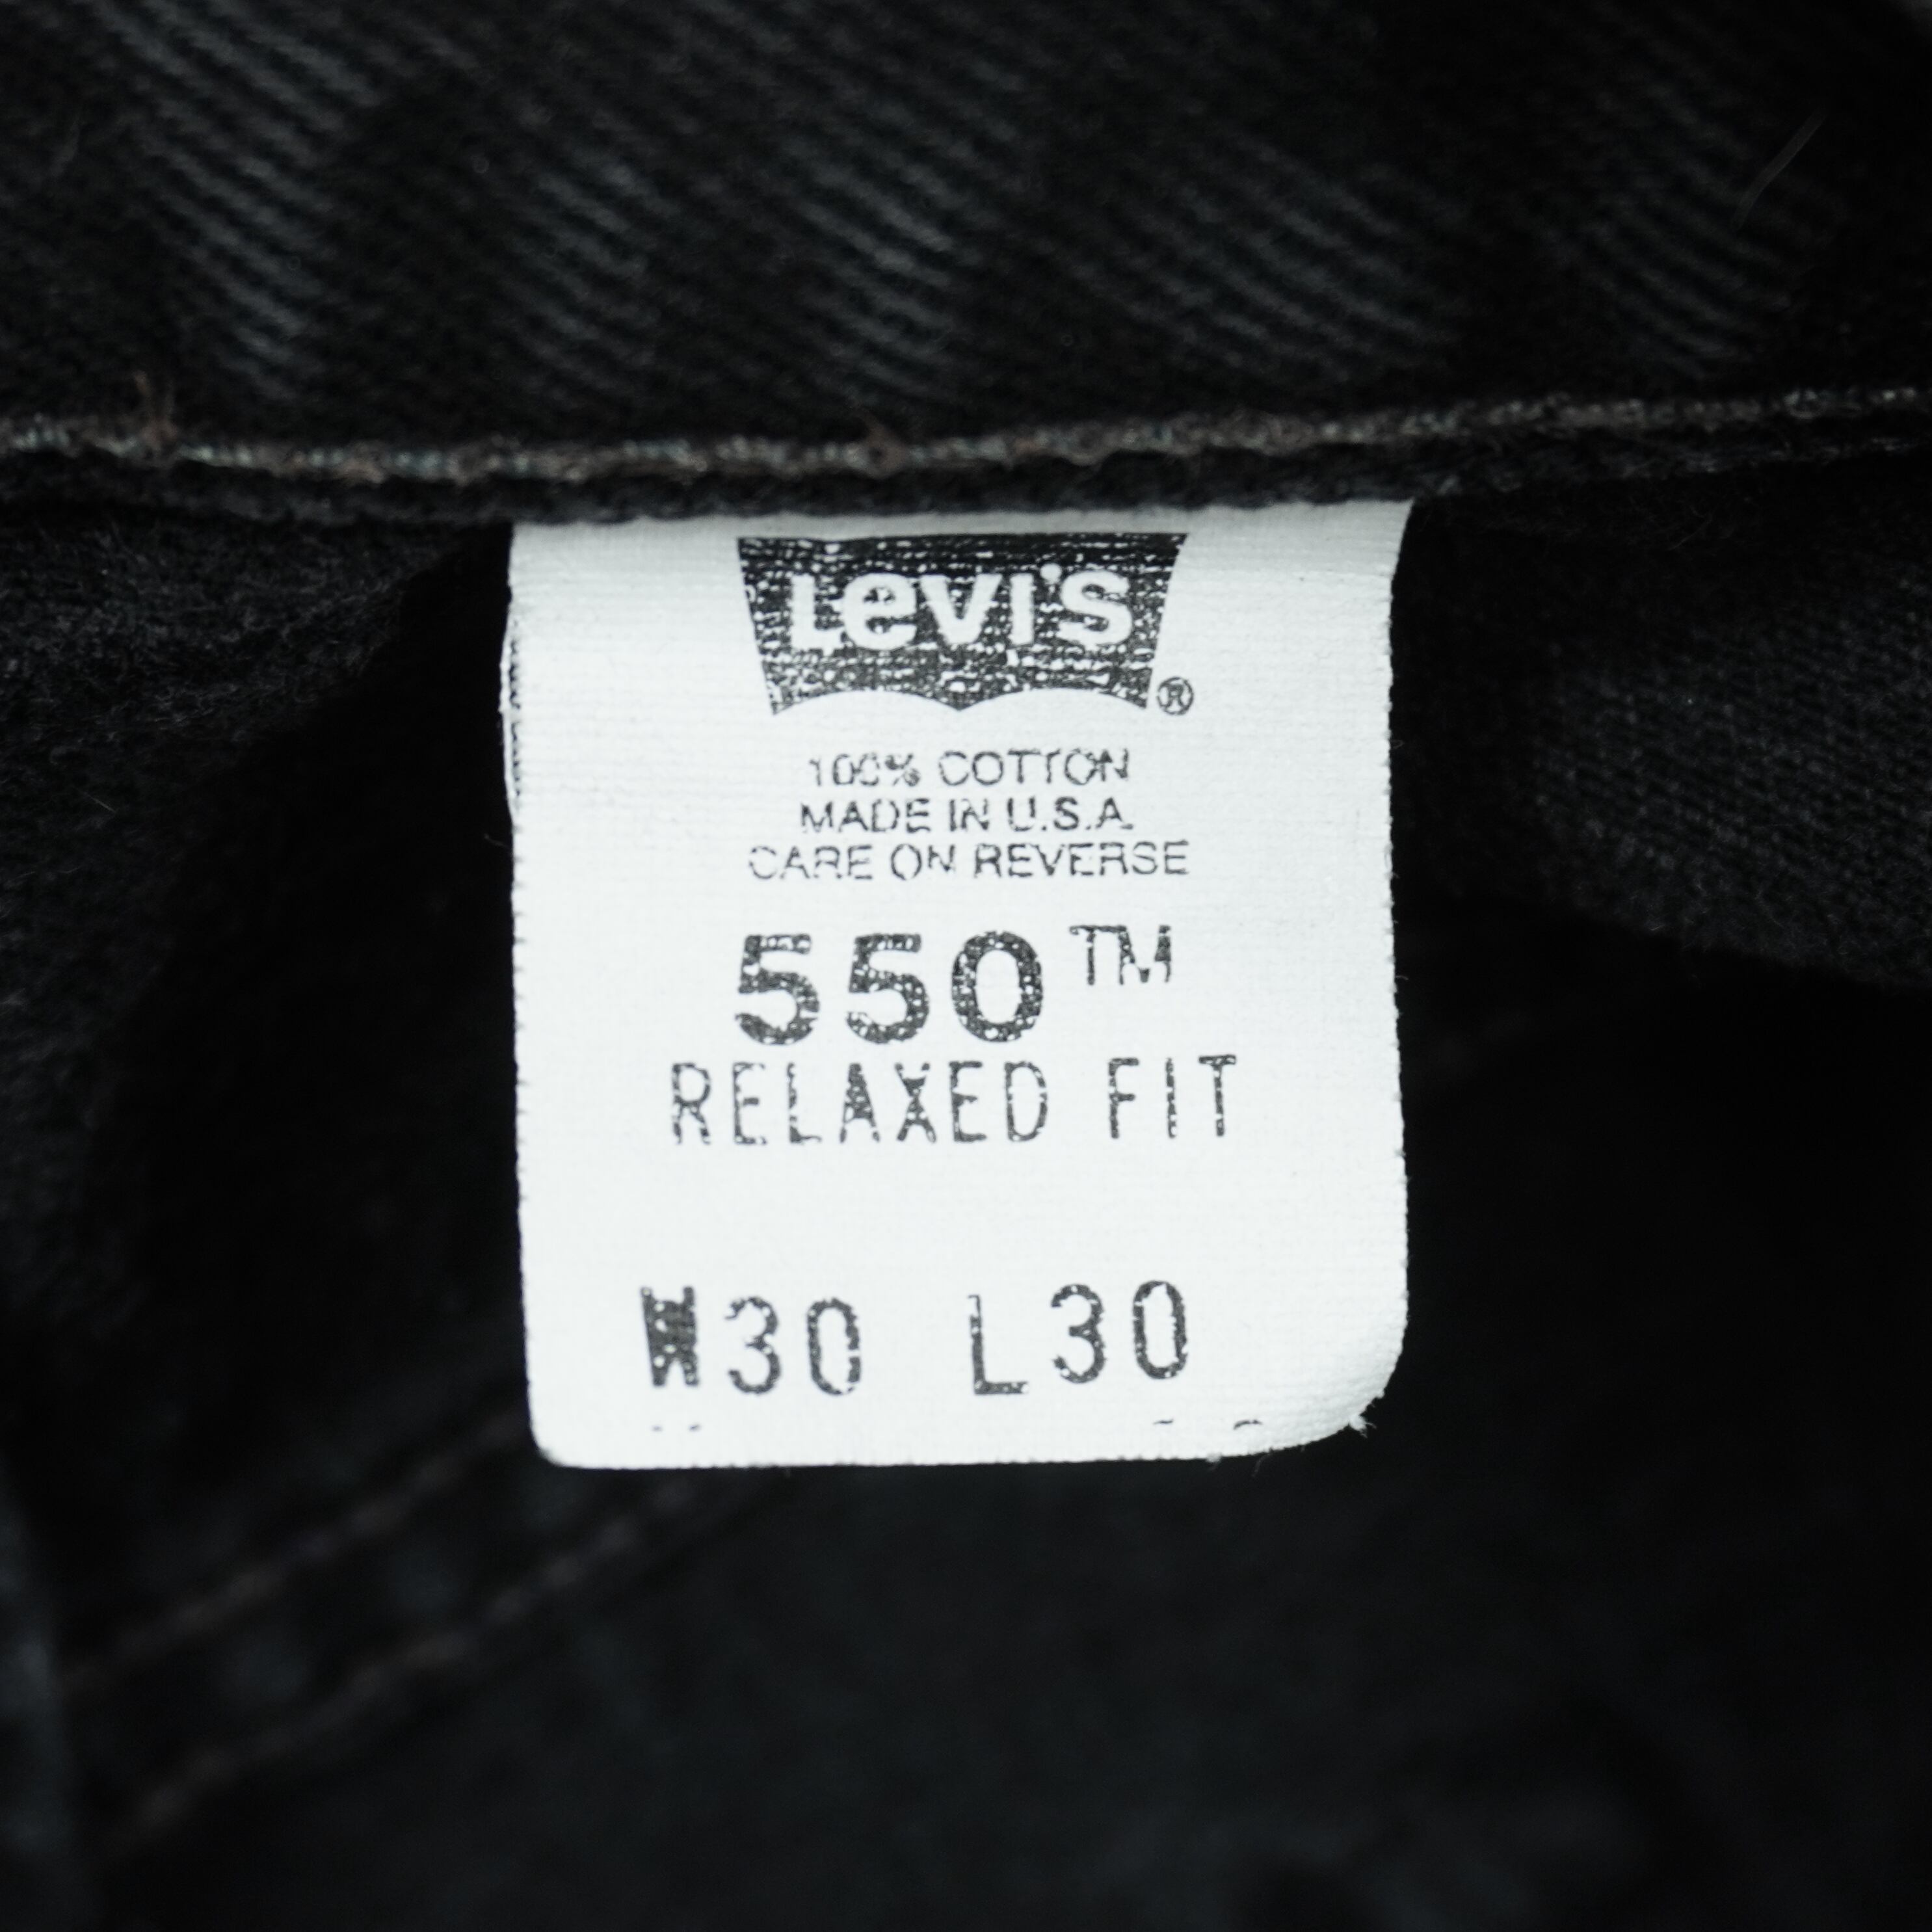 Levi's®
100% COTTON
MADE IN U.S.A.
CARE ON REVERSE
550™
RELAXED FIT
W30 L30